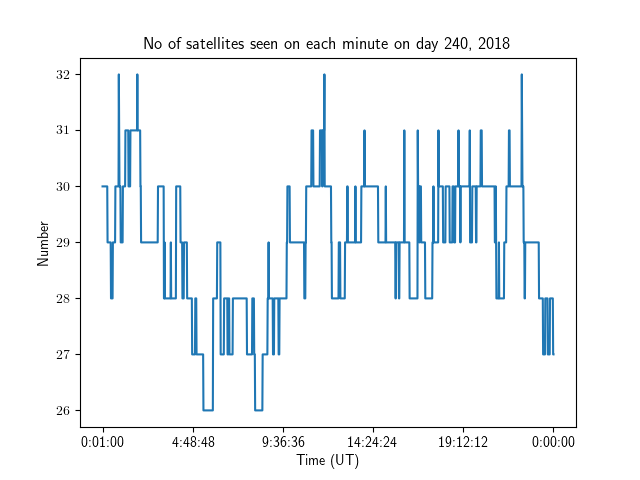 No of satellites seen on each minute on day 240, 2018
Number
32
31
30
29
28
27
26
0:01:00 4:48:48 9:36:36 14:24:24 19:12:12 0:00:00
Time (UT)